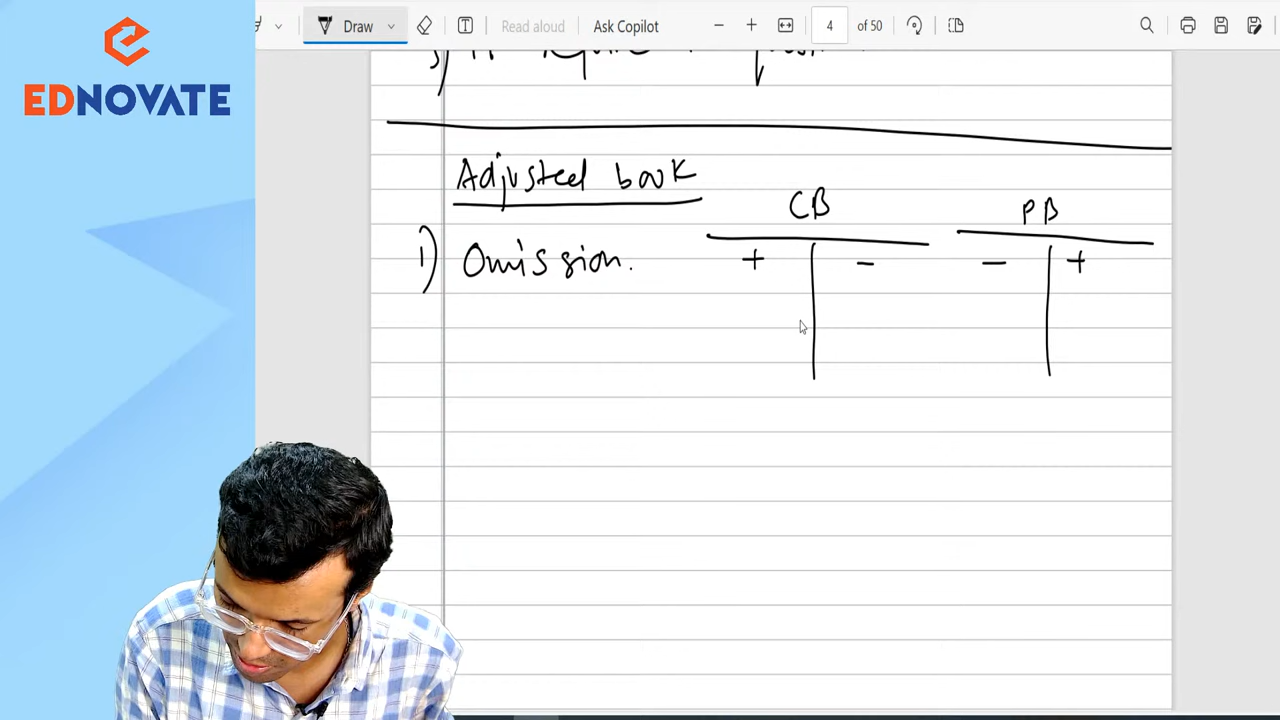 Draw
Read aloud
Ask Copilot
4 of 50
EDNOVATE
Adjusted book
CB
PB
1) Omission.
+ - - +